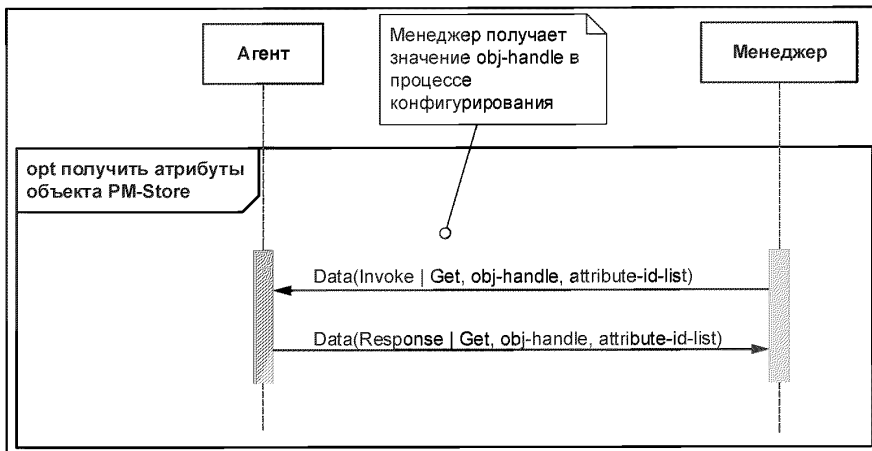 Агент
Менеджер получает
значение obj-handle в
процессе
конфигурирования
Менеджер
opt получить атрибуты
объекта PM-Store
Data(Invoke | Get, obj-handle, attribute-id-list)
Data(Response | Get, obj-handle, attribute-id-list)